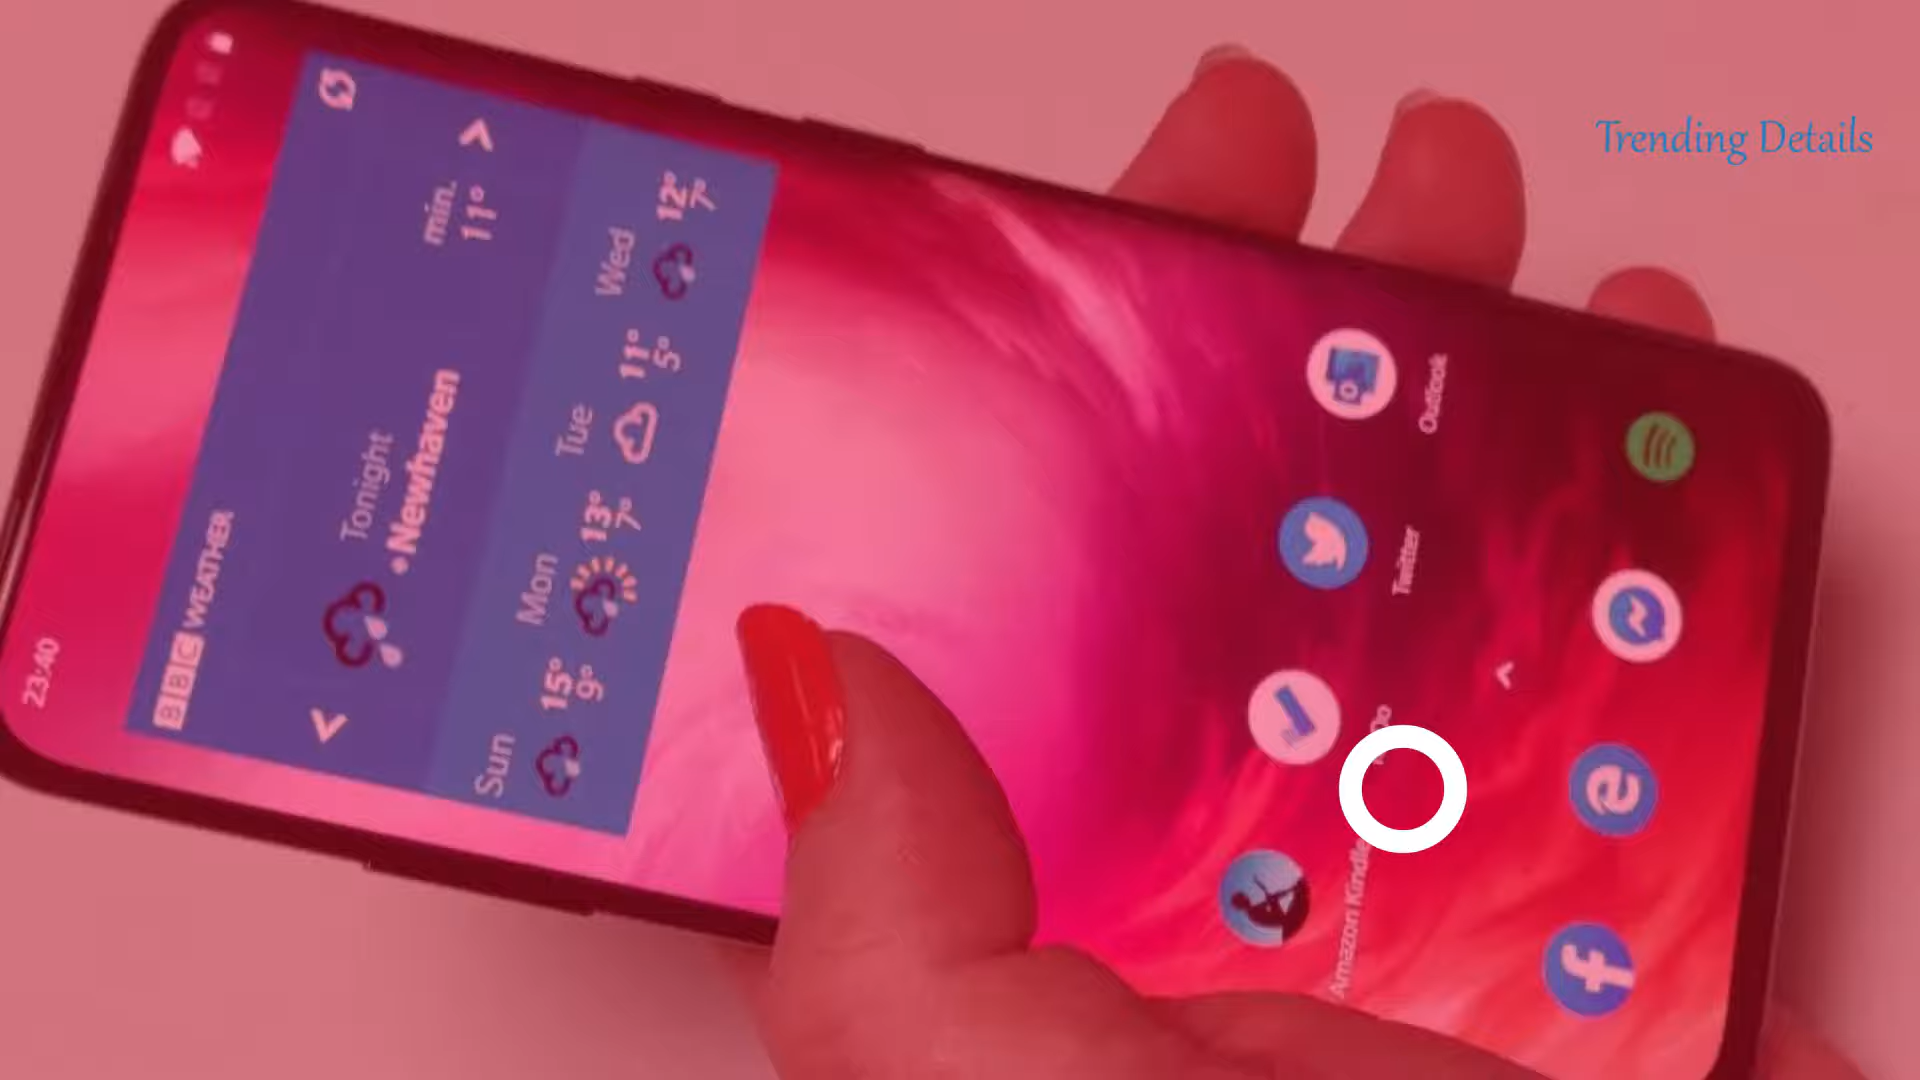 Trending Details
23:40
BBC WEATHER
Tonight
Newhaven
min.
11°
Sun
15°
9°
Mon
13°
7°
Tue
11°
5°
Wed
12°
7°
Amazon Kindle
Twitter
Outlook